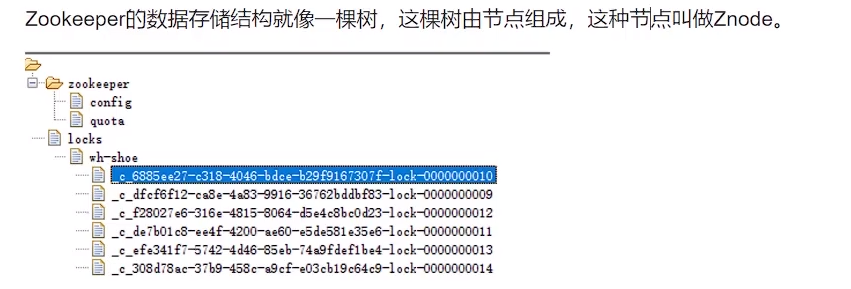 Zookeeper的数据存储结构就像一棵树，这棵树由节点组成，这种节点叫做Znode。
zookeeper
config
quota
locks
wh-shoe
_c_6885ee27-c318-4046-bdce-b29f9167307f-lock-0000000010
_c_dfcf6f12-ca8e-4a83-9916-36762bddbf83-lock-0000000009
_c_f28027e6-316e-4815-8064-d5e4c8bc0d23-lock-0000000012
_c_de7b01c8-ee4f-4200-ae60-e5de581e35e6-lock-0000000011
_c_efe341f7-5742-4d46-85eb-74a9fdef1be4-lock-0000000013
_c_308d78ac-37b9-458c-a9cf-e03cb19c64c9-lock-0000000014